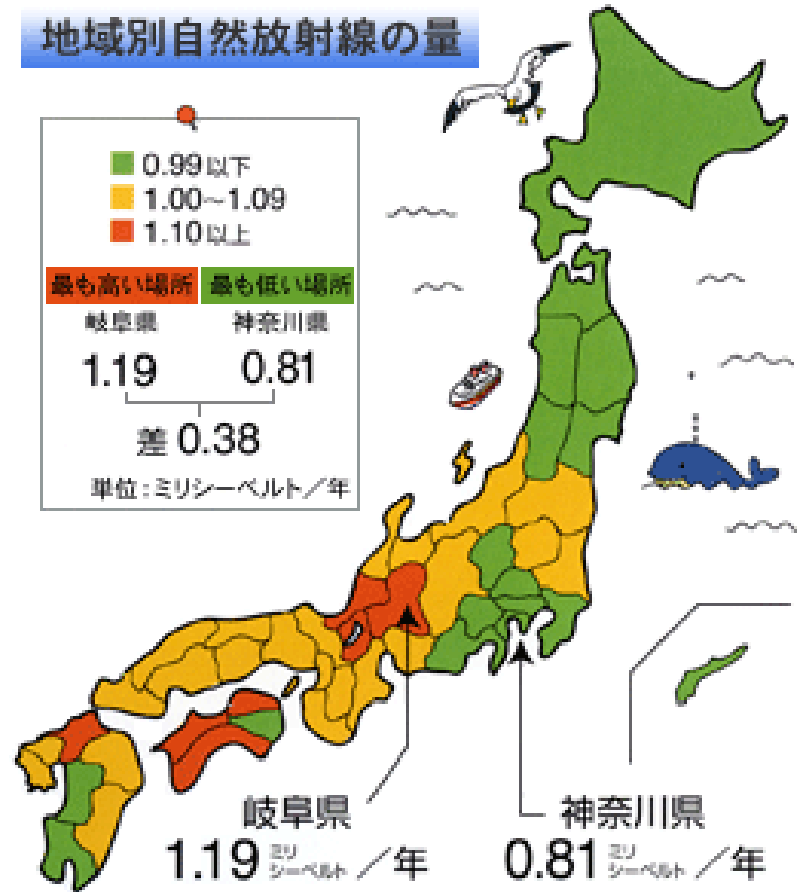 地域別自然放射線の量
0.99以下
1.00～1.09
1.10以上
最も高い場所 最も低い場所
岐阜県 神奈川県
1.19 0.81
差 0.38
単位：ミリシーベルト／年
岐阜県
1.19 ミリシーベルト／年
神奈川県
0.81 ミリシーベルト／年